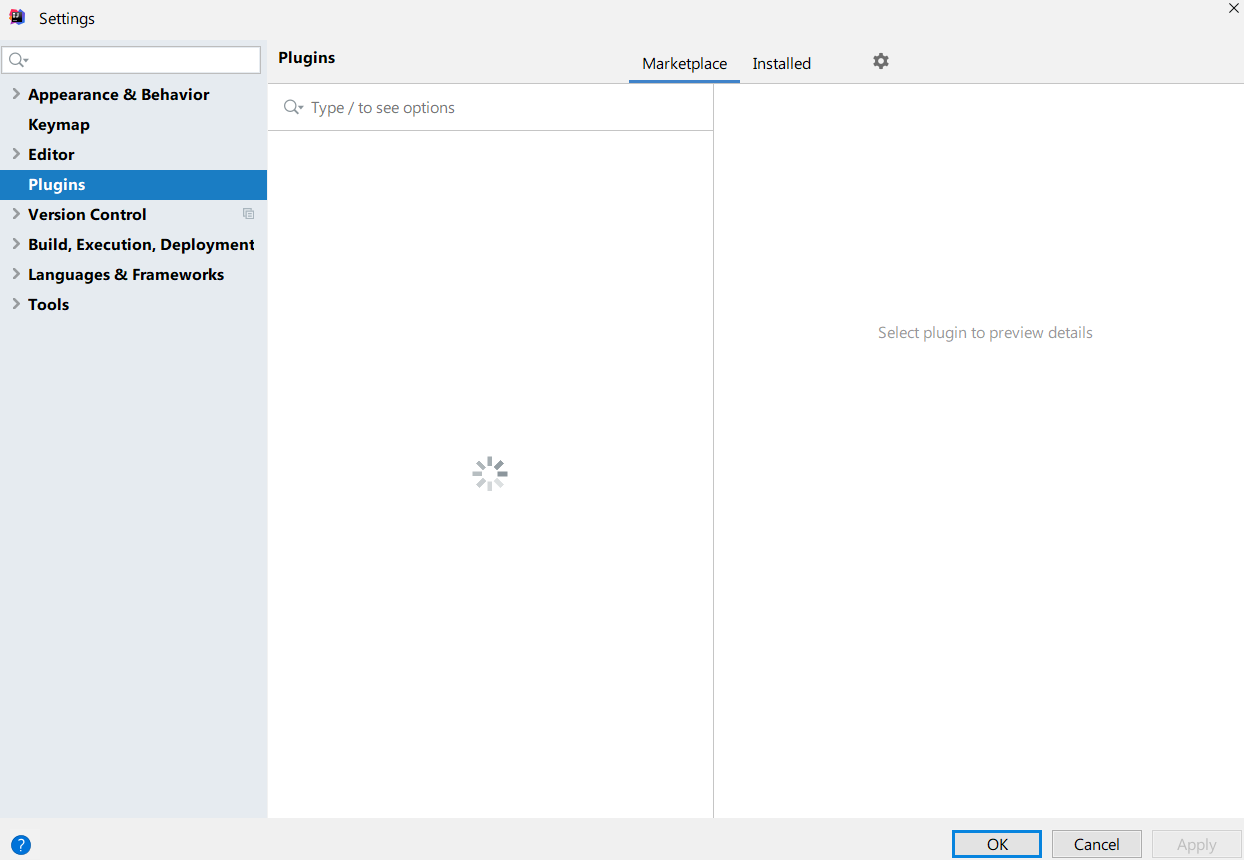 Settings
Plugins
Marketplace
Installed
Appearance & Behavior
Keymap
Editor
Plugins
Version Control
Build, Execution, Deployment
Languages & Frameworks
Tools
Type / to see options
Select plugin to preview details
?
OK
Cancel
Apply